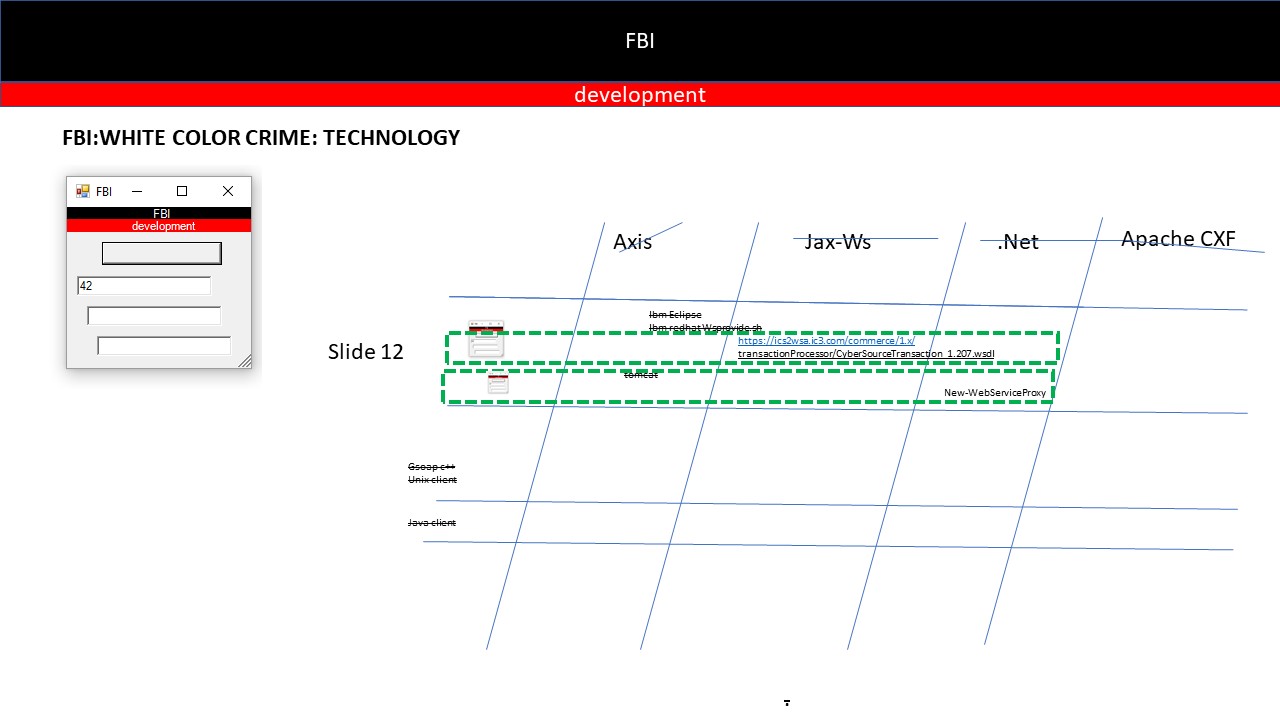 FBI
development
FBI:WHITE COLOR CRIME: TECHNOLOGY
FBI
FBI
development
42
Axis
Jax-Ws
.Net
Apache CXF
Ibm Eclipse
Ibm redhat Wsprovide.sh
https://ics2wsa.ic3.com/commerce/1.x/
transactionProcessor/CyberSourceTransaction_1.207.wsdl
Slide 12
tomcat
New-WebServiceProxy
Gsoap c++
Unix client
Java client